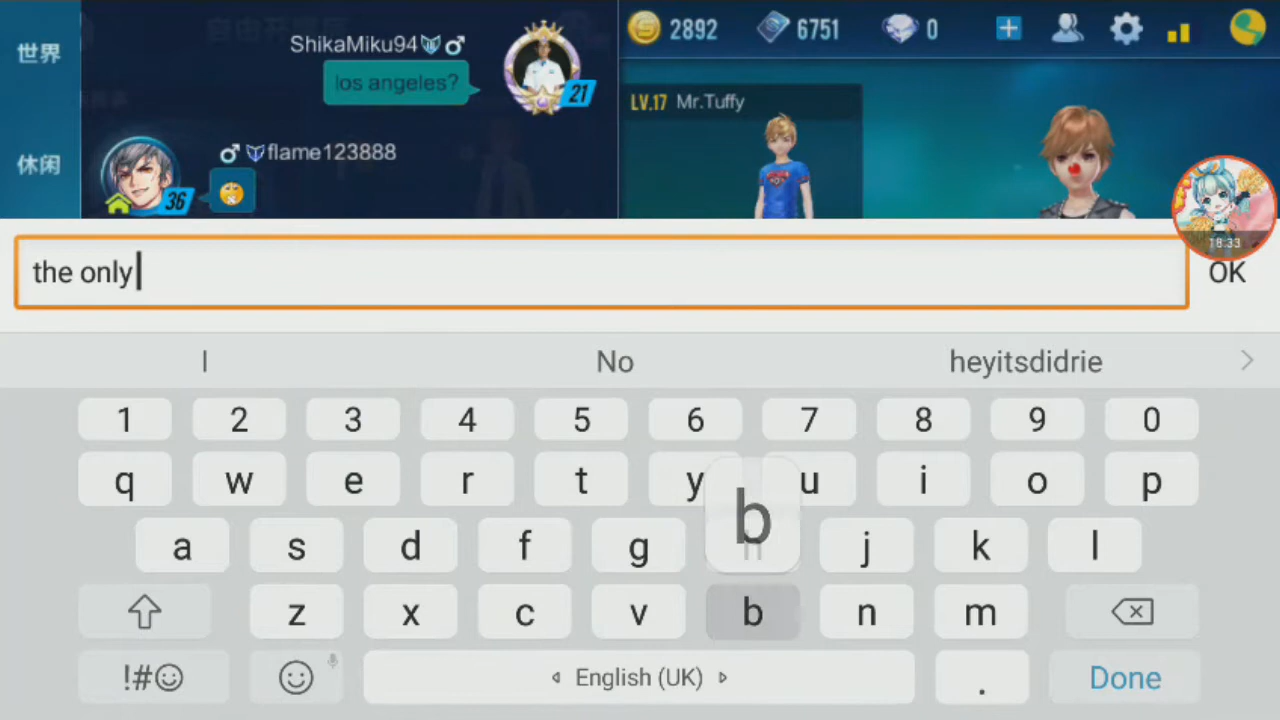 世界
ShikaMiku94
los angeles?
21
2892
6751
0
LV.17 Mr.Tuffy
休闲
flame123888
36
18:33
the only
OK
I
No
heyitsdidrie
1 2 3 4 5 6 7 8 9 0
q w e r t y u i o p
b
a s d f g j k l
z x c v b n m
!#
English (UK)
.
Done